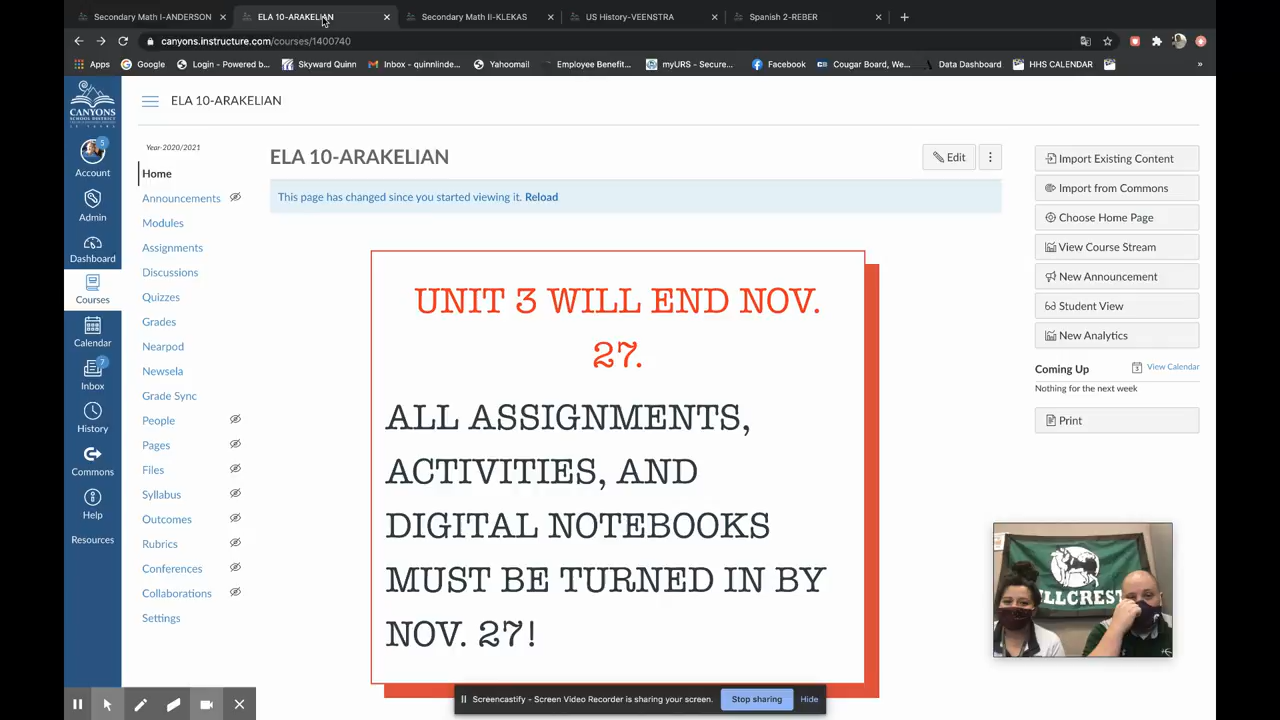 Secondary Math I-ANDERSON
ELA 10-ARAKELIAN
Secondary Math II-KLEKAS
US History-VEENSTRA
Spanish 2-REBER
canyons.instructure.com/courses/1400740
Apps
Google
Login - Powered b...
Skyward Quinn
Inbox - quinnlinde...
Yahoomail
Employee Benefit...
myURS - Secure...
Facebook
Cougar Board, We...
Data Dashboard
HHS CALENDAR
CANYONS
ELA 10-ARAKELIAN
Year-2020/2021
Home
Announcements
Modules
Assignments
Discussions
Quizzes
Grades
Nearpod
Newsela
Grade Sync
People
Pages
Files
Syllabus
Outcomes
Rubrics
Conferences
Collaborations
Settings
5
Account
Admin
Dashboard
Courses
Calendar
7
Inbox
History
Commons
Help
Resources
ELA 10-ARAKELIAN
Edit
This page has changed since you started viewing it. Reload
UNIT 3 WILL END NOV.
27.
ALL ASSIGNMENTS,
ACTIVITIES, AND
DIGITAL NOTEBOOKS
MUST BE TURNED IN BY
NOV. 27!
Import Existing Content
Import from Commons
Choose Home Page
View Course Stream
New Announcement
Student View
New Analytics
Coming Up
View Calendar
Nothing for the next week
Print
Screencastify - Screen Video Recorder is sharing your screen.
Stop sharing
Hide